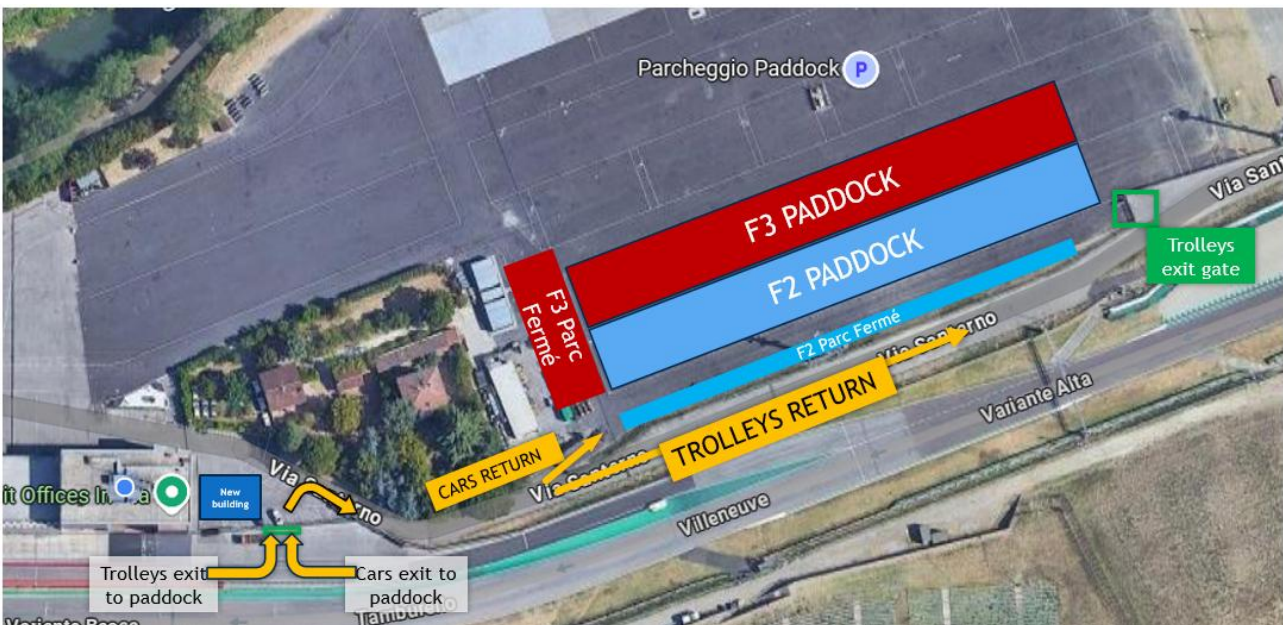 Parcheggio Paddock P
Via San
F3 PADDOCK
F2 PADDOCK
Trolleys
exit gate
F3 Parc
Fermé
F2 Parc Fermé
Via Santerno
TROLLEYS RETURN
Variante Alta
CARS RETURN
Via Santerno
it Offices
New
building
Via
Villeneuve
Trolleys exit
to paddock
Cars exit to
paddock
Tamburello